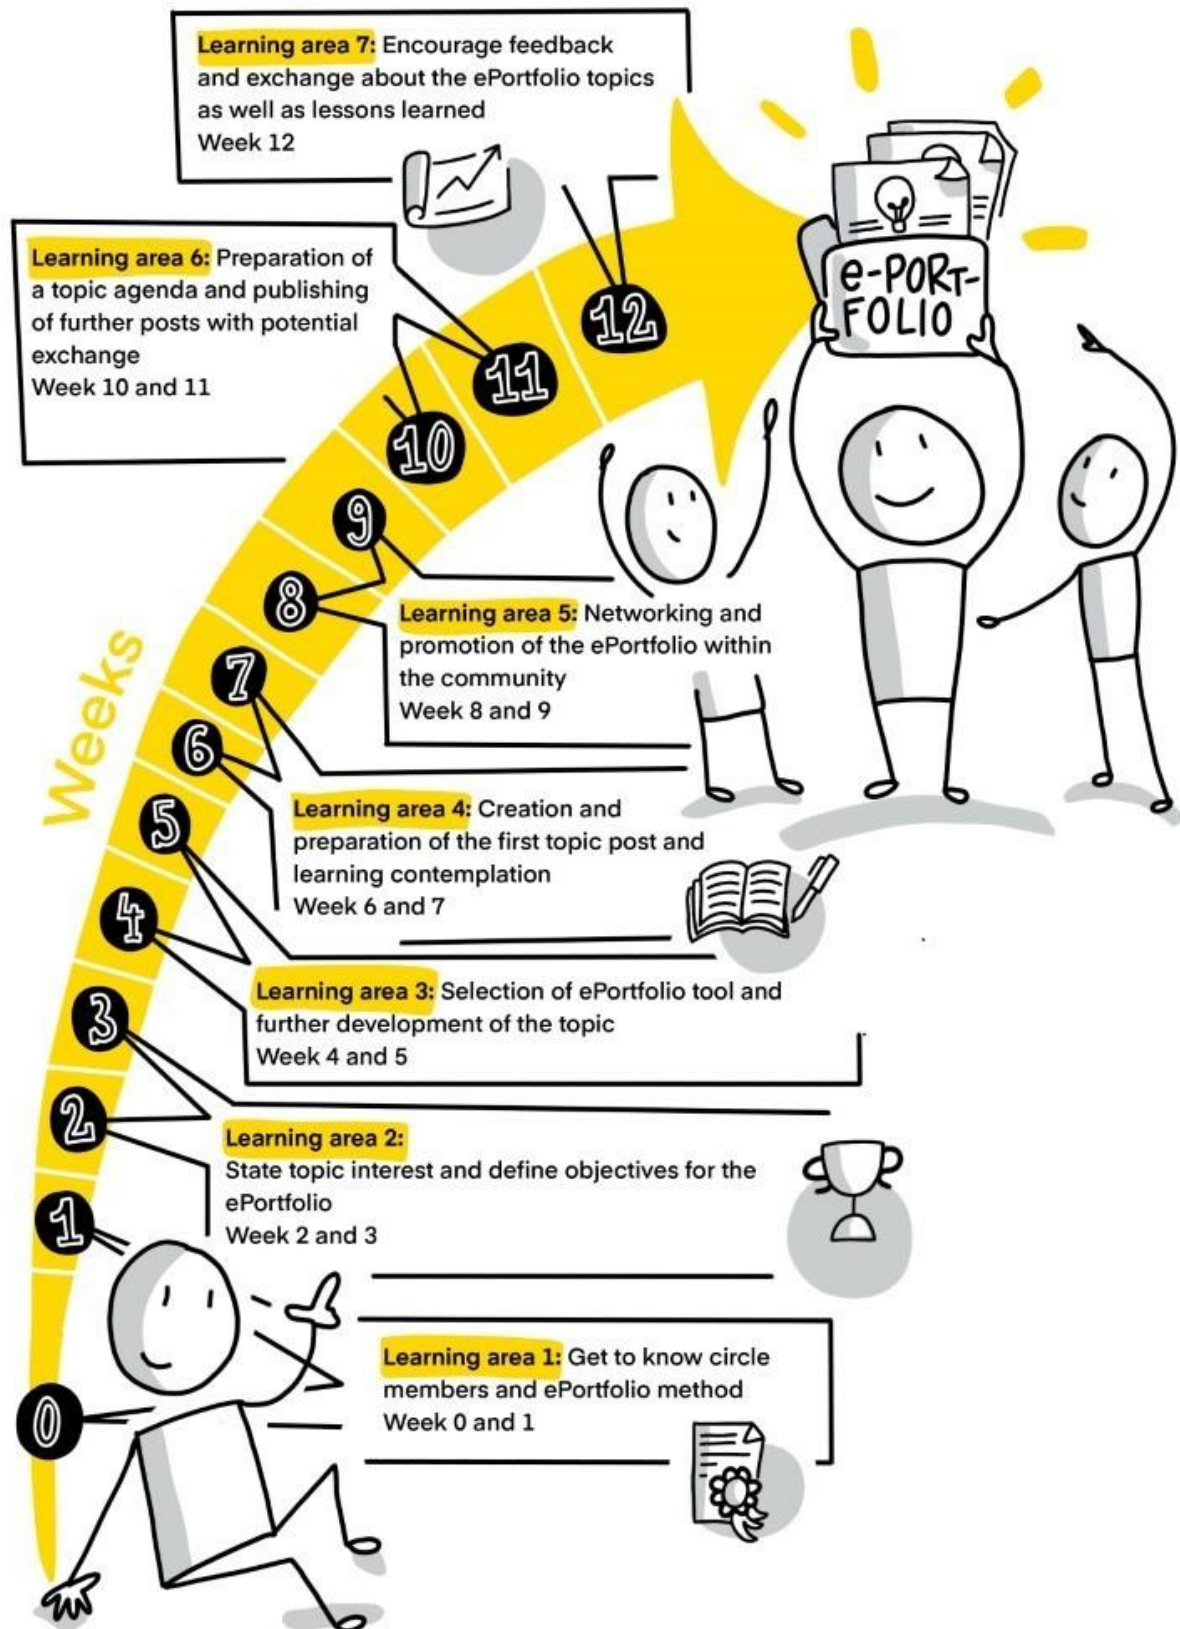 Learning area 7: Encourage feedback
and exchange about the ePortfolio topics
as well as lessons learned
Week 12
Learning area 6: Preparation of
a topic agenda and publishing
of further posts with potential
exchange
Week 10 and 11
e-PORT-
FOLIO
12
11
10
9
8
Learning area 5: Networking and
promotion of the ePortfolio within
the community
Week 8 and 9
Weeks
7
6
5
Learning area 4: Creation and
preparation of the first topic post and
learning contemplation
Week 6 and 7
4
3
Learning area 3: Selection of ePortfolio tool and
further development of the topic
Week 4 and 5
2
1
Learning area 2:
State topic interest and define objectives for the
ePortfolio
Week 2 and 3
0
Learning area 1: Get to know circle
members and ePortfolio method
Week 0 and 1